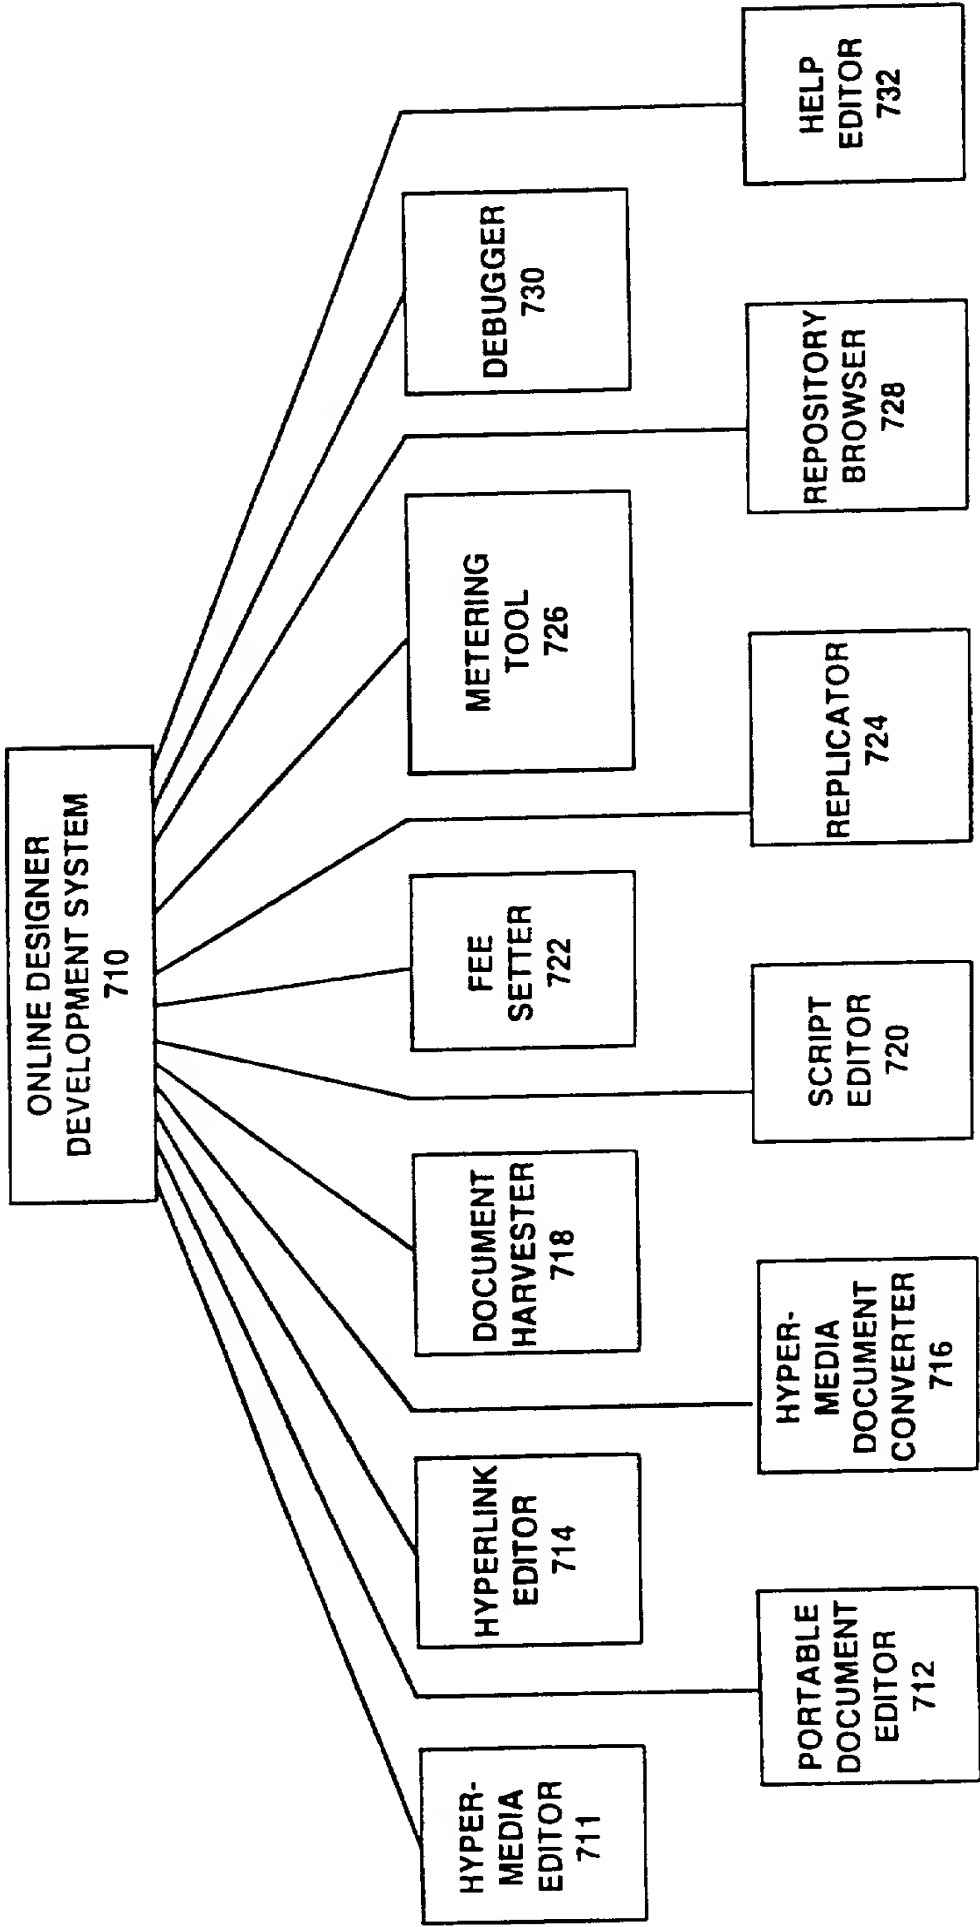 ONLINE DESIGNER
DEVELOPMENT SYSTEM
710
HYPER-
MEDIA
EDITOR
711
HYPERLINK
EDITOR
714
DOCUMENT
HARVESTER
718
FEE
SETTER
722
METERING
TOOL
726
DEBUGGER
730
PORTABLE
DOCUMENT
EDITOR
712
HYPER-
MEDIA
DOCUMENT
CONVERTER
716
SCRIPT
EDITOR
720
REPLICATOR
724
REPOSITORY
BROWSER
728
HELP
EDITOR
732